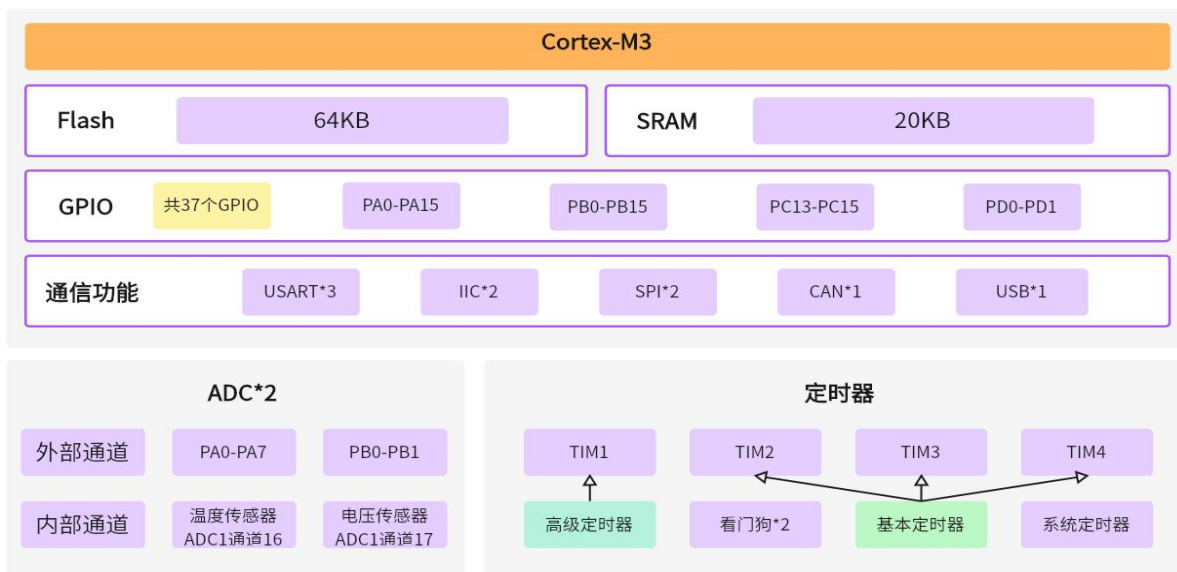 Cortex-M3
Flash 64KB SRAM 20KB
GPIO 共37个GPIO PA0-PA15 PB0-PB15 PC13-PC15 PD0-PD1
通信功能 USART*3 IIC*2 SPI*2 CAN*1 USB*1
ADC*2
外部通道 PA0-PA7 PB0-PB1
内部通道
温度传感器
ADC1通道16
电压传感器
ADC1通道17
定时器
TIM1 TIM2 TIM3 TIM4
高级定时器 看门狗*2 基本定时器 系统定时器